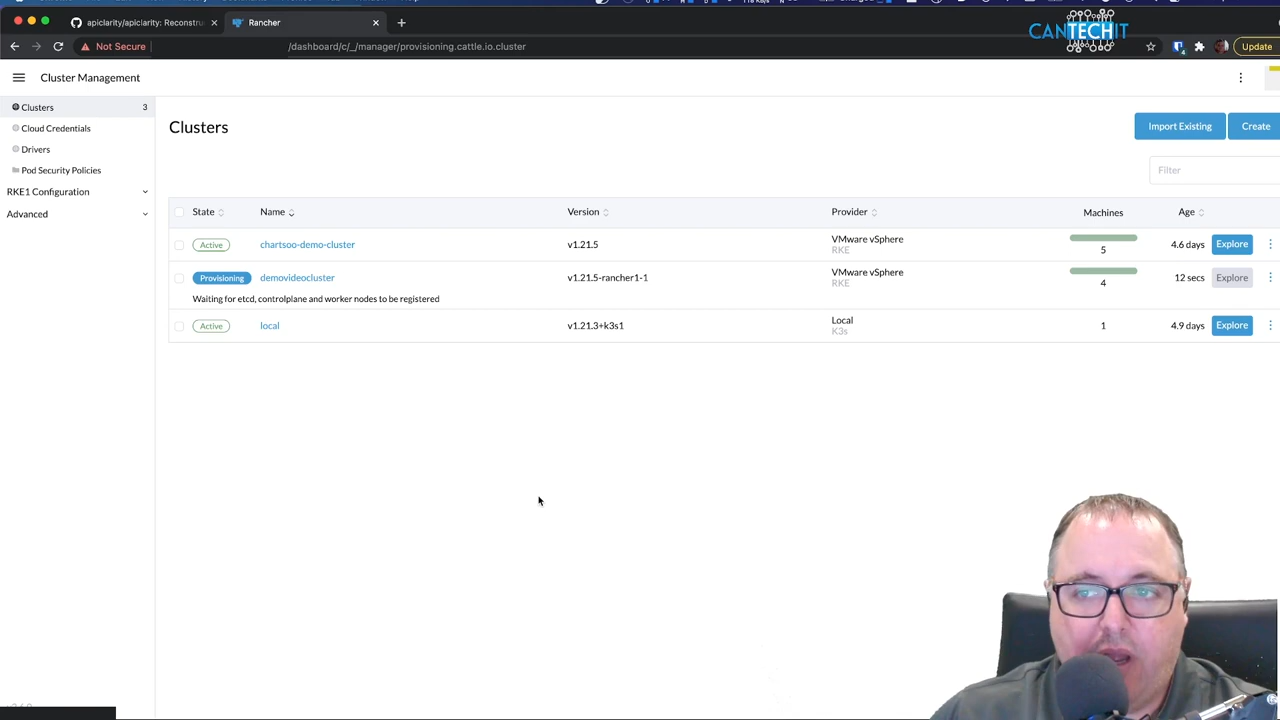 apiclarity/apiclarity: Reconstru
Rancher
Not Secure
/dashboard/c/_/manager/provisioning.cattle.io.cluster
CANTECHIT
Update
Cluster Management
Clusters 3
Cloud Credentials
Drivers
Pod Security Policies
RKE1 Configuration
Advanced
Clusters
Import Existing
Create
Filter
State Name Version Provider Machines Age
Active chartsoo-demo-cluster v1.21.5 VMware vSphere 5 4.6 days Explore
RKE
Provisioning demovideocluster v1.21.5-rancher1-1 VMware vSphere 4 12 secs Explore
RKE
Waiting for etcd, controlplane and worker nodes to be registered
Active local v1.21.3+k3s1 Local 1 4.9 days Explore
K3s